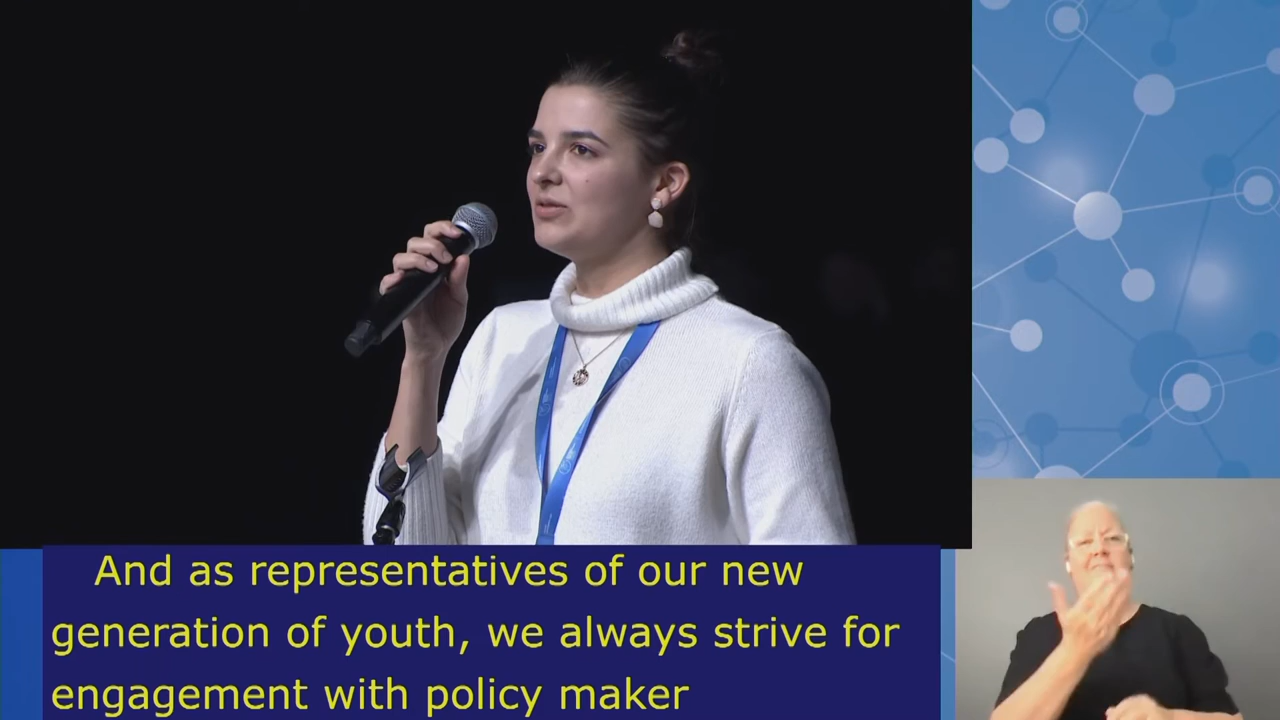 And as representatives of our new
generation of youth, we always strive for
engagement with policy maker